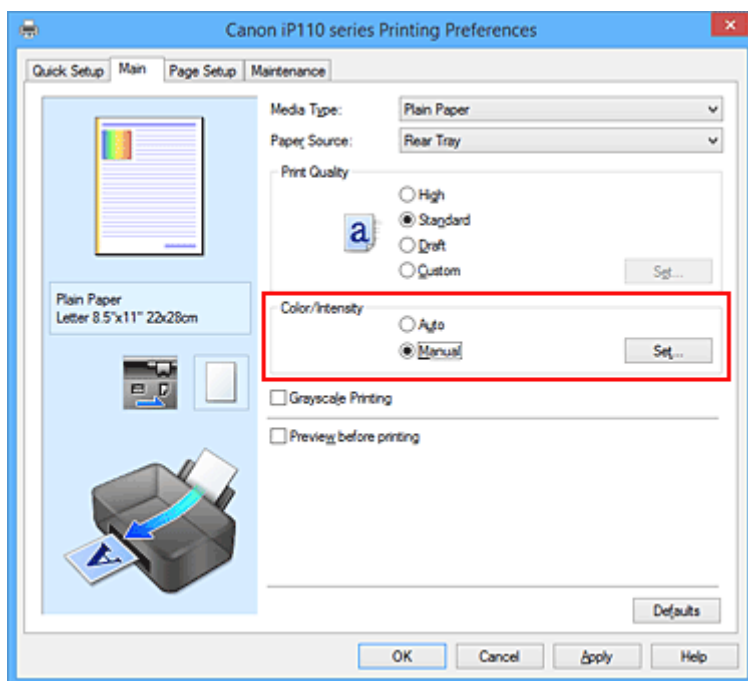 Canon iP110 series Printing Preferences
Quick Setup Main Page Setup Maintenance
Media Type: Plain Paper
Paper Source: Rear Tray
Print Quality
High
a Standard
Draft
Custom Set...
Plain Paper
Letter 8.5"x11" 22x28cm
Color/Intensity
Auto
Manual Set...
Grayscale Printing
Preview before printing
A
Defaults
OK Cancel Apply Help